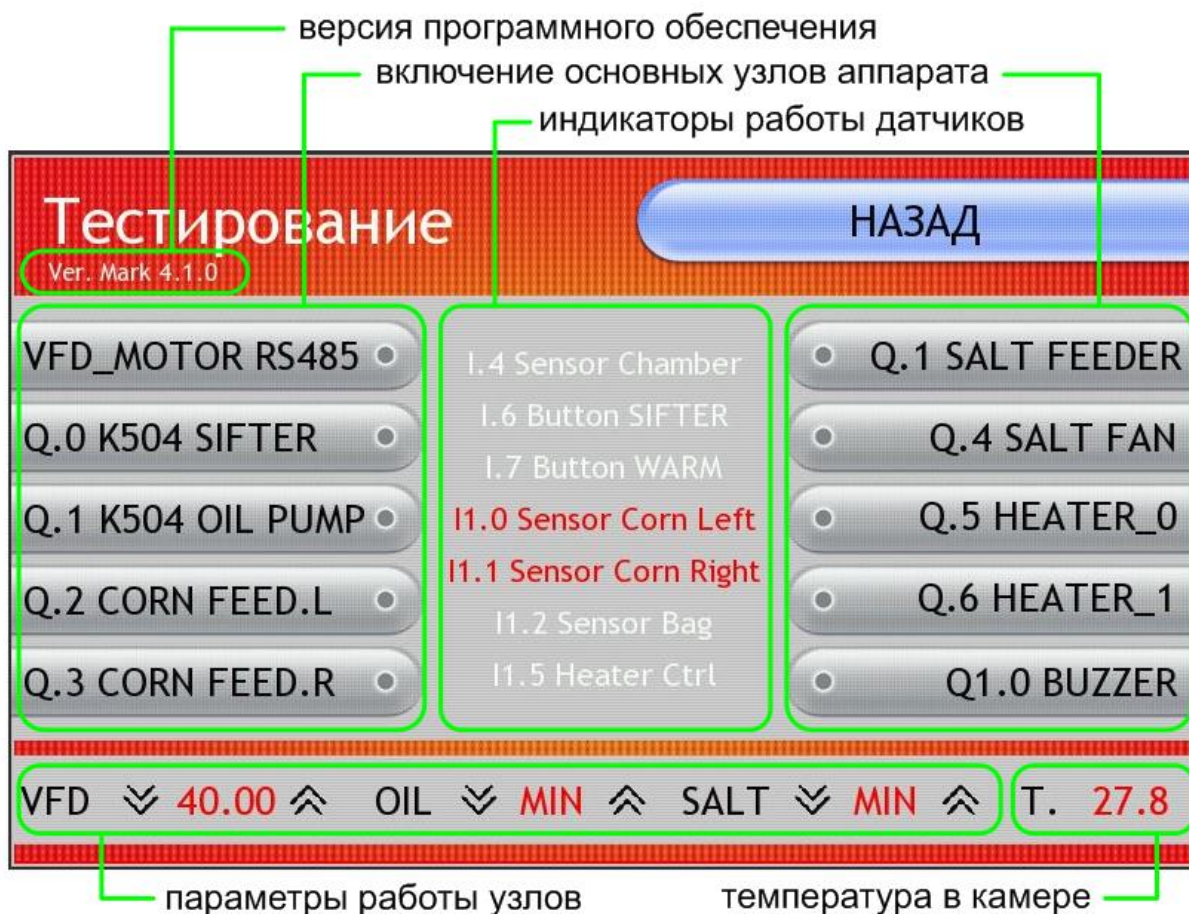 версия программного обеспечения
включение основных узлов аппарата
индикаторы работы датчиков
Тестирование
НАЗАД
Ver. Mark 4.1.0
VFD_MOTOR RS485
Q.0 K504 SIFTER
Q.1 K504 OIL PUMP
Q.2 CORN FEED.L
Q.3 CORN FEED.R
I.4 Sensor Chamber
I.6 Button SIFTER
I.7 Button WARM
I1.0 Sensor Corn Left
I1.1 Sensor Corn Right
I1.2 Sensor Bag
I1.5 Heater Ctrl
Q.1 SALT FEEDER
Q.4 SALT FAN
Q.5 HEATER_0
Q.6 HEATER_1
Q1.0 BUZZER
VFD 40.00 OIL MIN SALT MIN T. 27.8
параметры работы узлов
температура в камере